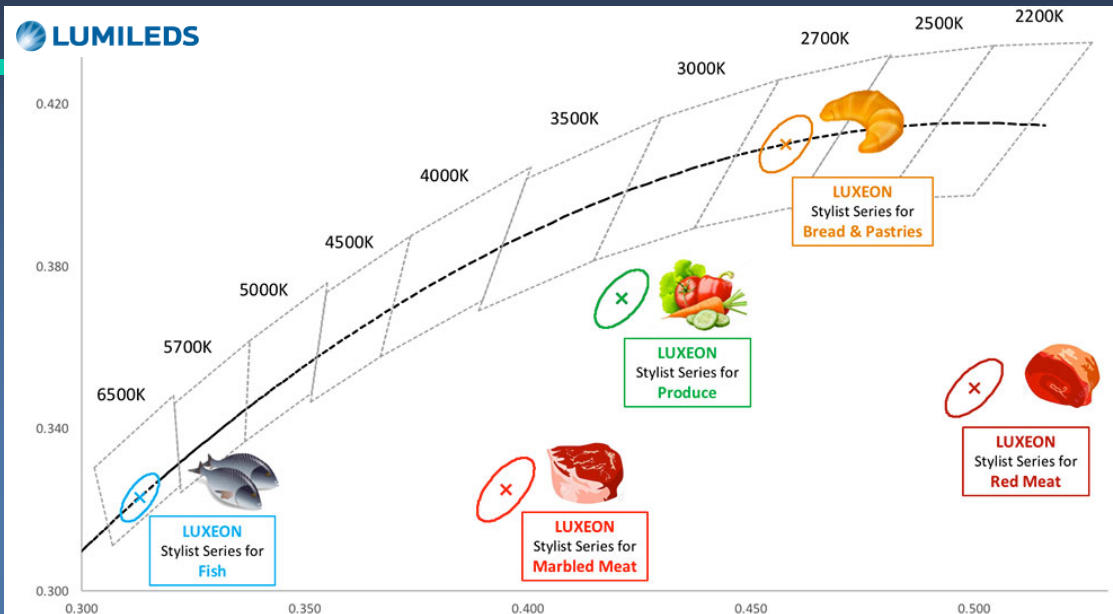 LUMILEDS
2200K
2500K
2700K
3000K
3500K
4000K
4500K
5000K
5700K
6500K
0.420
0.380
0.340
0.300
LUXEON
Stylist Series for
Bread & Pastries
LUXEON
Stylist Series for
Produce
LUXEON
Stylist Series for
Red Meat
LUXEON
Stylist Series for
Marbled Meat
LUXEON
Stylist Series for
Fish
0.300
0.350
0.400
0.450
0.500